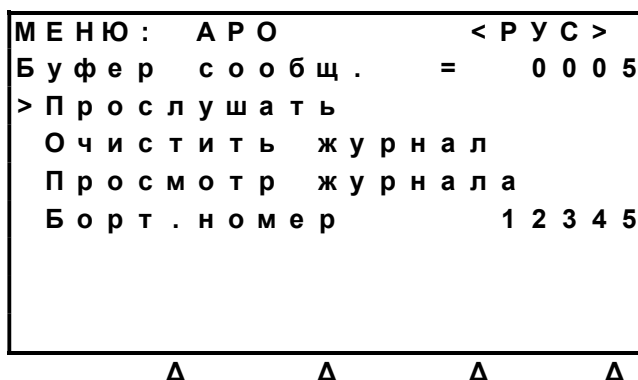 МЕНЮ: АРО <РУС>
Буфер сообщ. = 0005
>Прослушать
Очистить журнал
Просмотр журнала
Борт.номер 12345
Δ Δ Δ Δ